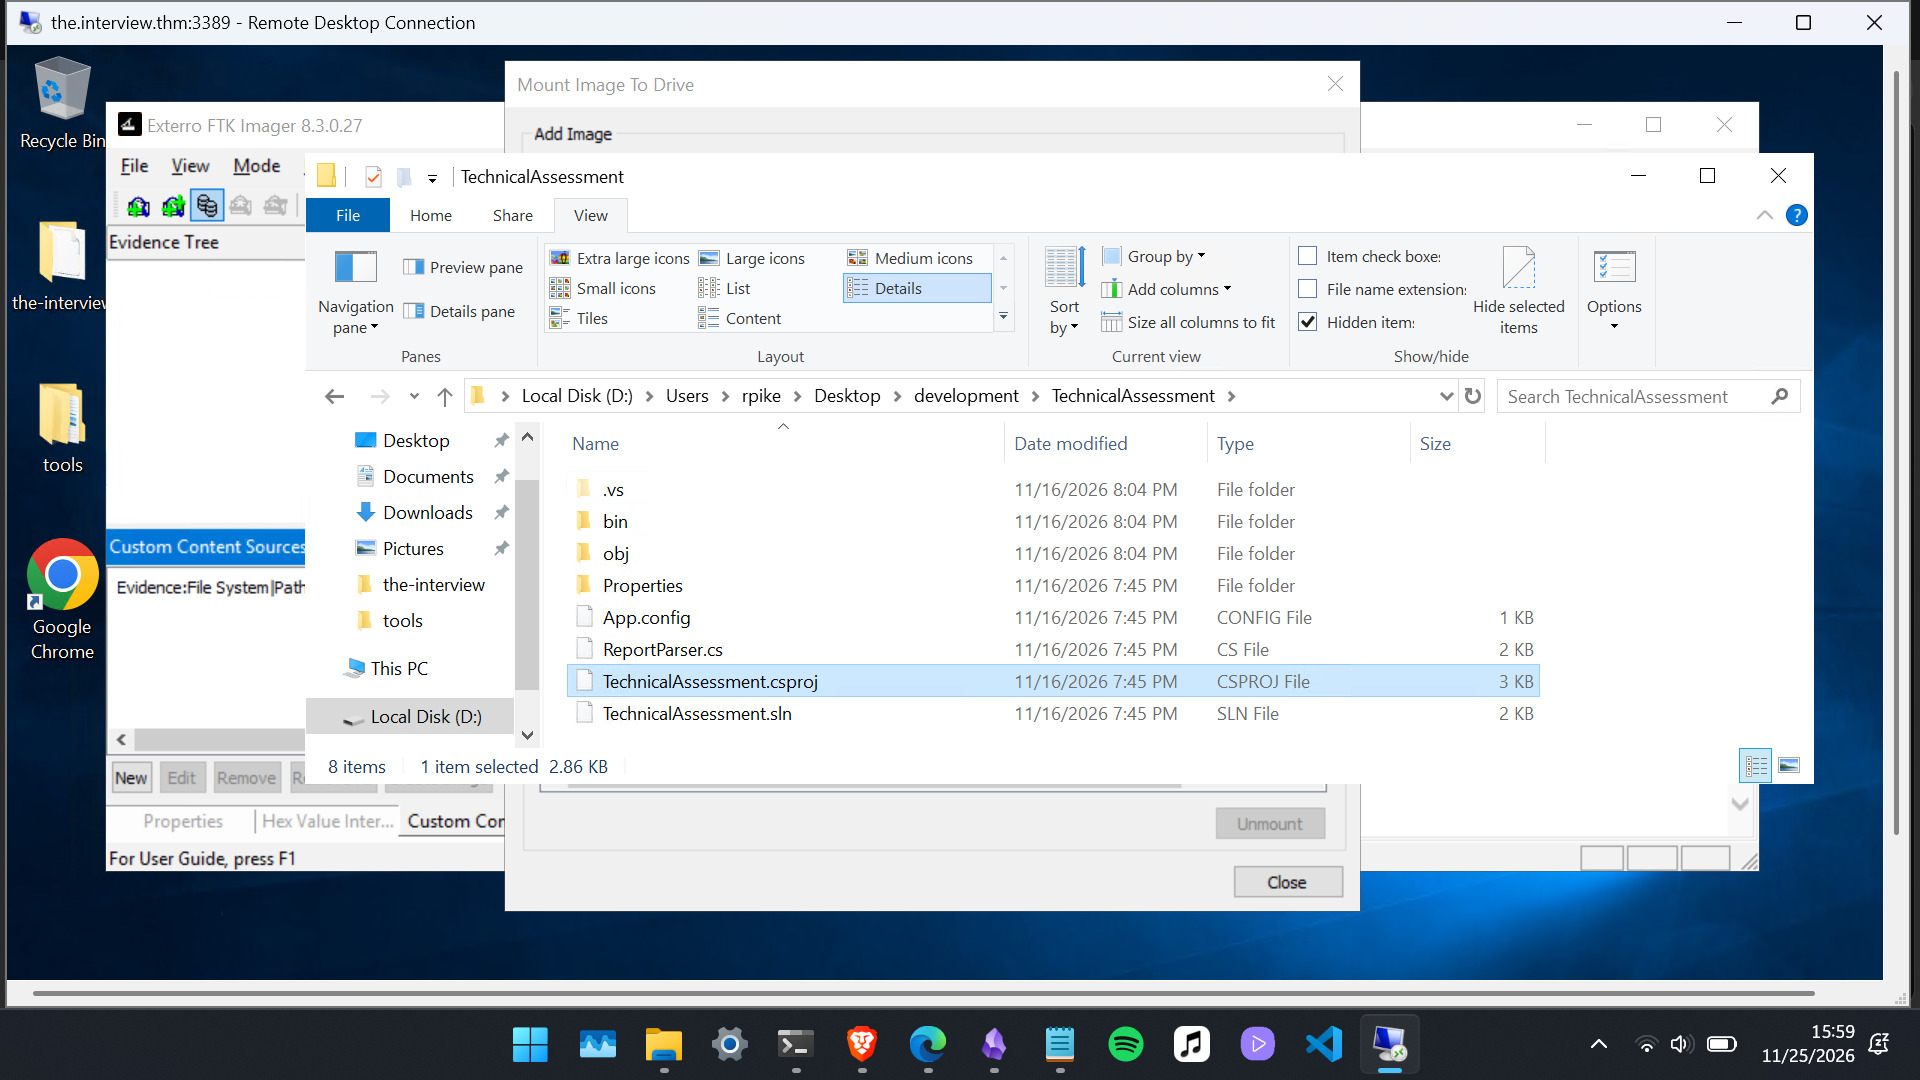 the.interview.thm:3389 - Remote Desktop Connection
Recycle Bin
the-interview
tools
Google
Chrome
Mount Image To Drive
Add Image
Exterro FTK Imager 8.3.0.27
File View Mode
Evidence Tree
Custom Content Sources
Evidence:File System|Path
New Edit Remove
Properties Hex Value Inter... Custom Con
For User Guide, press F1
TechnicalAssessment
File Home Share View
?
Navigation
pane
Preview pane
Details pane
Panes
Extra large icons Large icons Medium icons
Small icons List Details
Tiles Content
Layout
Sort
by
Group by
Add columns
Size all columns to fit
Current view
Item check boxes
File name extensions
Hidden items
Hide selected
items
Show/hide
Options
Local Disk (D:) Users rpike Desktop development TechnicalAssessment
Search TechnicalAssessment
Desktop
Documents
Downloads
Pictures
the-interview
tools
This PC
Local Disk (D:)
Name Date modified Type Size
.vs 11/16/2026 8:04 PM File folder
bin 11/16/2026 8:04 PM File folder
obj 11/16/2026 8:04 PM File folder
Properties 11/16/2026 7:45 PM File folder
App.config 11/16/2026 7:45 PM CONFIG File 1 KB
ReportParser.cs 11/16/2026 7:45 PM CS File 2 KB
TechnicalAssessment.csproj 11/16/2026 7:45 PM CSPROJ File 3 KB
TechnicalAssessment.sln 11/16/2026 7:45 PM SLN File 2 KB
8 items 1 item selected 2.86 KB
Unmount
Close
15:59
11/25/2026